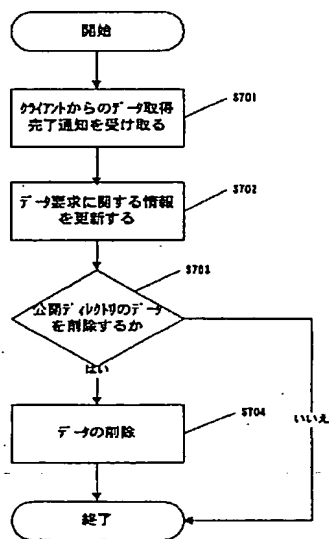 開始
クライアントからのデータ取得
完了通知を受け取る
S701
データ要求に関する情報
を更新する
S702
S703
公開ディレクトリのデータ
を削除するか
はい
いいえ
S704
データの削除
終了